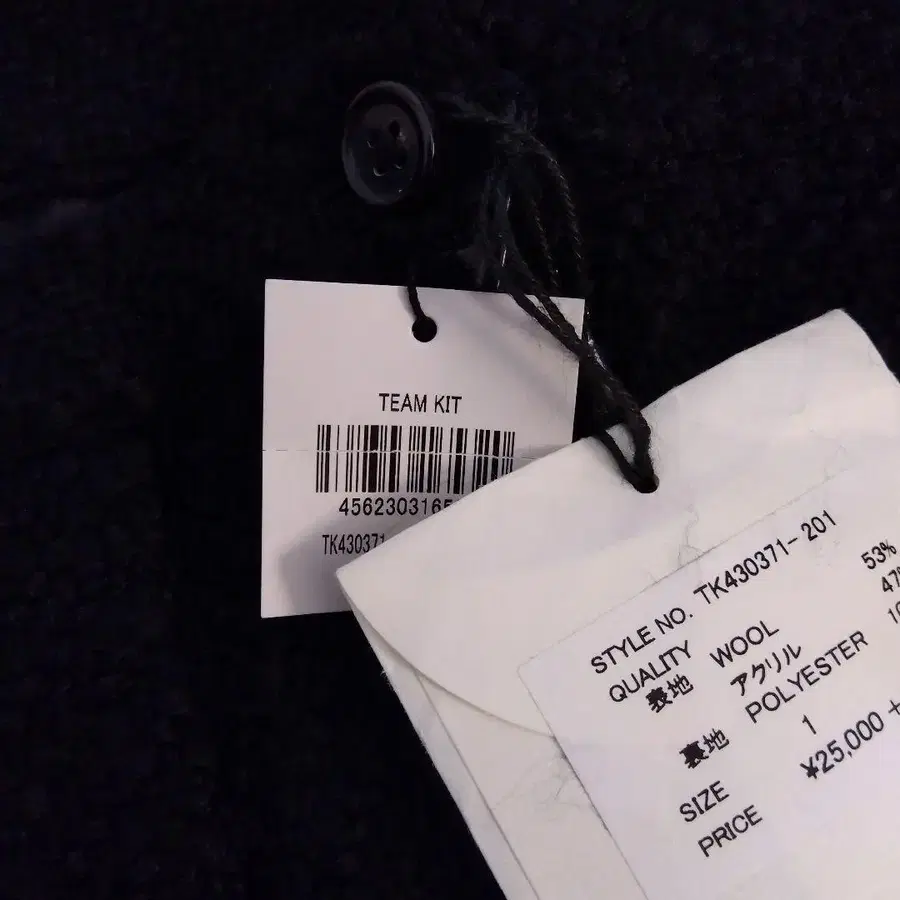 TEAM KIT
4562303165
TK430371
STYLE NO. TK430371-201
QUALITY
表地 WOOL 53%
アクリル 47%
裏地 POLYESTER
SIZE 1
PRICE ¥25,000 +